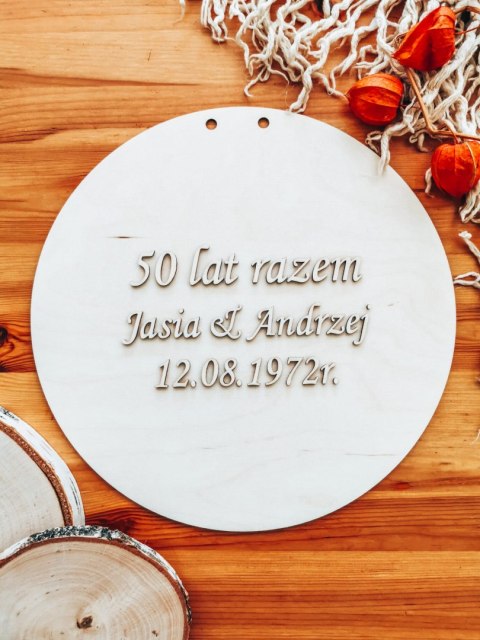 50 lat razem
Jasia & Andrzej
12.08.1972r.